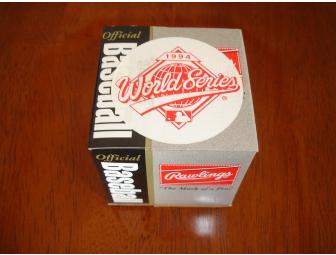 Official
Baseball
1994
World Series
®
Official
Baseball
Rawlings
"The Mark of a Pro"